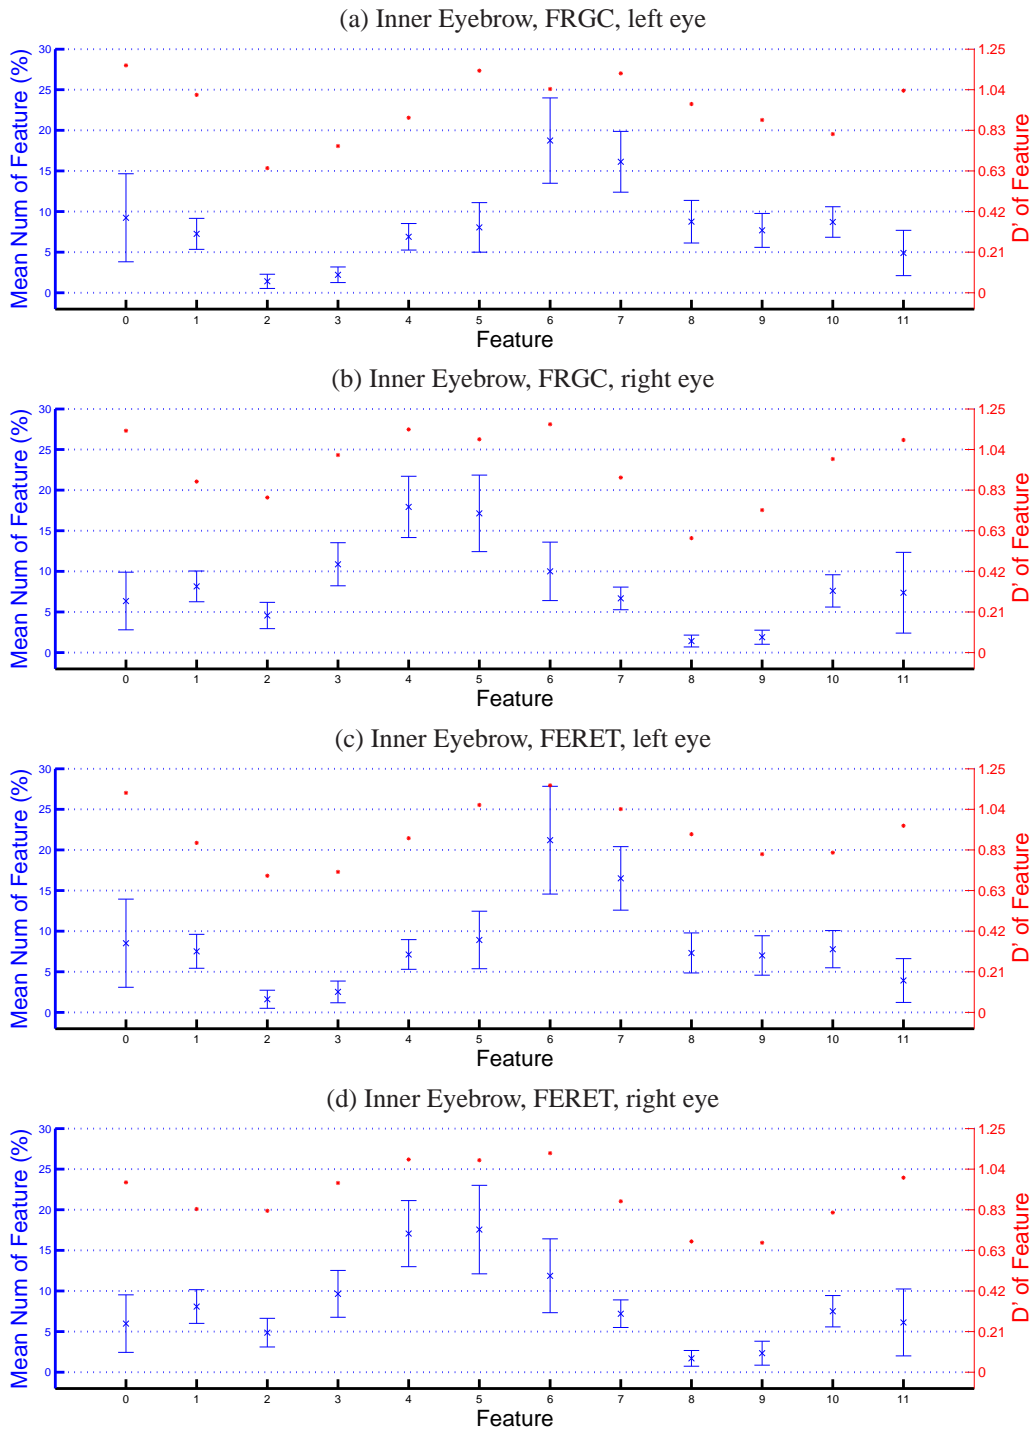 (a) Inner Eyebrow, FRGC, left eye
Mean Num of Feature (%)
30
25
20
15
10
5
0
1.25
1.04
0.83
0.63
0.42
0.21
0
D' of Feature
0 1 2 3 4 5 6 7 8 9 10 11
Feature
(b) Inner Eyebrow, FRGC, right eye
Mean Num of Feature (%)
30
25
20
15
10
5
0
1.25
1.04
0.83
0.63
0.42
0.21
0
D' of Feature
0 1 2 3 4 5 6 7 8 9 10 11
Feature
(c) Inner Eyebrow, FERET, left eye
Mean Num of Feature (%)
30
25
20
15
10
5
0
1.25
1.04
0.83
0.63
0.42
0.21
0
D' of Feature
0 1 2 3 4 5 6 7 8 9 10 11
Feature
(d) Inner Eyebrow, FERET, right eye
Mean Num of Feature (%)
30
25
20
15
10
5
0
1.25
1.04
0.83
0.63
0.42
0.21
0
D' of Feature
0 1 2 3 4 5 6 7 8 9 10 11
Feature